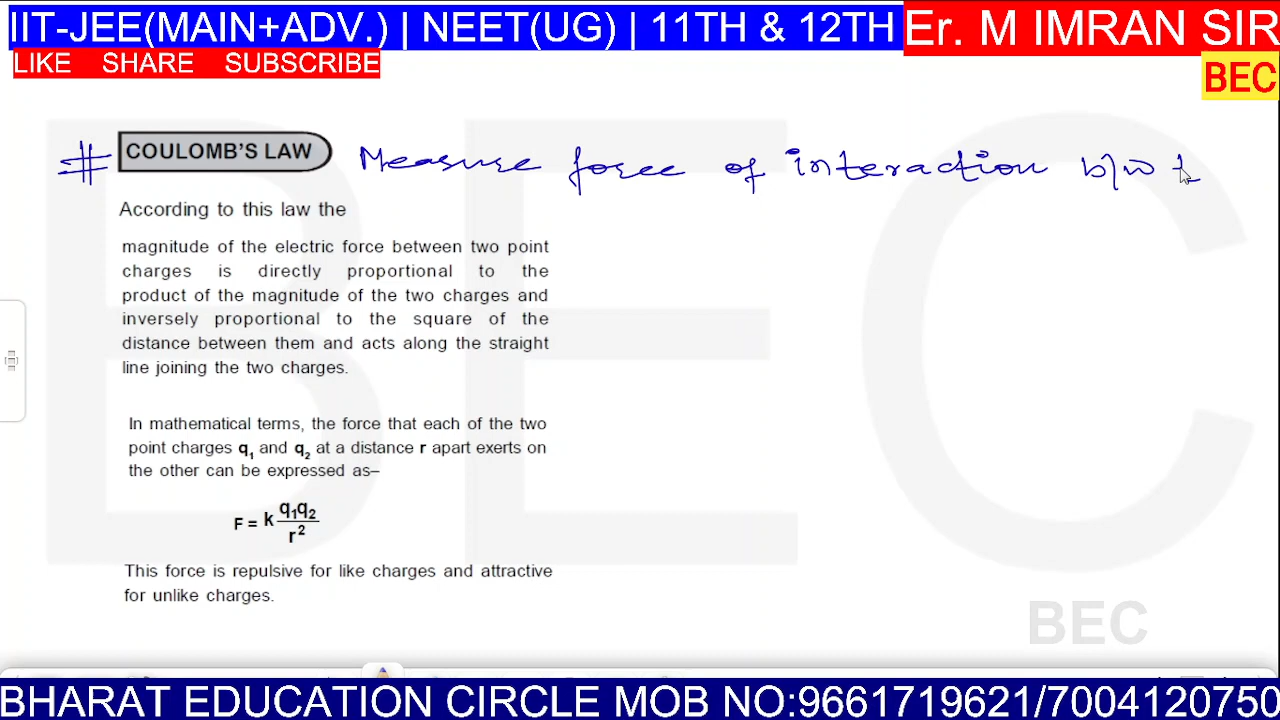 IIT-JEE(MAIN+ADV.) | NEET(UG) | 11TH & 12TH Er. M IMRAN SIR
LIKE SHARE SUBSCRIBE
BEC
# COULOMB'S LAW Measure force of interaction b/w t
According to this law the
magnitude of the electric force between two point
charges is directly proportional to the
product of the magnitude of the two charges and
inversely proportional to the square of the
distance between them and acts along the straight
line joining the two charges.
In mathematical terms, the force that each of the two
point charges q₁ and q₂ at a distance r apart exerts on
the other can be expressed as–
F = k q₁q₂ / r²
This force is repulsive for like charges and attractive
for unlike charges.
BEC
BEC
BHARAT EDUCATION CIRCLE MOB NO:9661719621/7004120750